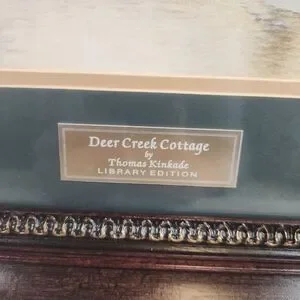 Deer Creek Cottage
by
Thomas Kinkade
LIBRARY EDITION